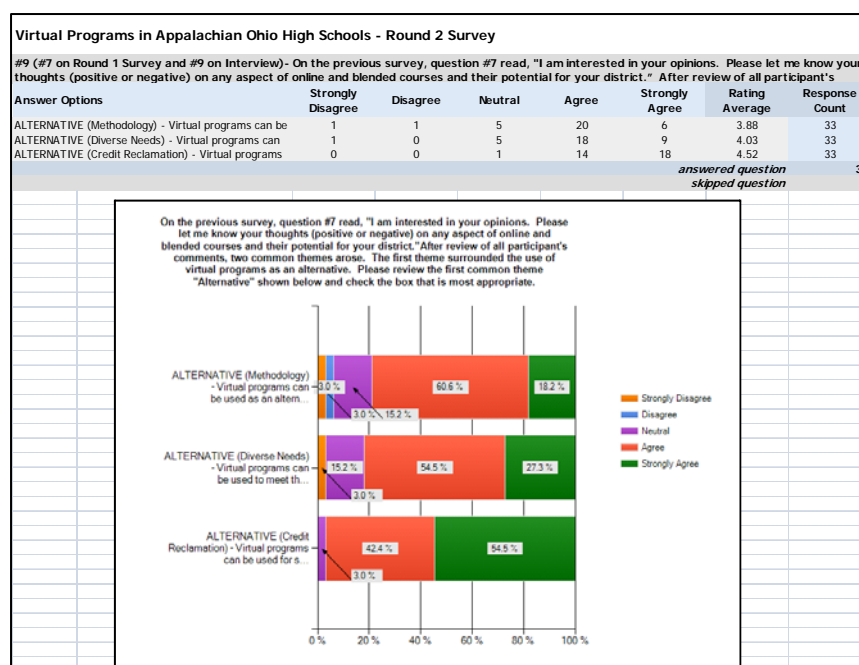 Virtual Programs in Appalachian Ohio High Schools - Round 2 Survey
#9 (#7 on Round 1 Survey and #9 on Interview)- On the previous survey, question #7 read, "I am interested in your opinions. Please let me know your
thoughts (positive or negative) on any aspect of online and blended courses and their potential for your district." After review of all participant's
Answer Options Strongly Disagree Disagree Neutral Agree Strongly Agree Rating Average Response Count
ALTERNATIVE (Methodology) - Virtual programs can be 1 1 5 20 6 3.88 33
ALTERNATIVE (Diverse Needs) - Virtual programs can 1 0 5 18 9 4.03 33
ALTERNATIVE (Credit Reclamation) - Virtual programs 0 0 1 14 18 4.52 33
answered question 3
skipped question
On the previous survey, question #7 read, "I am interested in your opinions. Please
let me know your thoughts (positive or negative) on any aspect of online and
blended courses and their potential for your district."After review of all participant's
comments, two common themes arose. The first theme surrounded the use of
virtual programs as an alternative. Please review the first common theme
"Alternative" shown below and check the box that is most appropriate.
ALTERNATIVE (Methodology)
- Virtual programs can
be used as an altern...
3.0 % 60.6 % 18.2 %
3.0 % 15.2 %
ALTERNATIVE (Diverse Needs)
- Virtual programs can
be used to meet th...
15.2 % 54.5 % 27.3 %
3.0 %
ALTERNATIVE (Credit
Reclamation) - Virtual programs
can be used for s...
42.4 % 54.5 %
3.0 %
0 % 20 % 40 % 60 % 80 % 100 %
Strongly Disagree
Disagree
Neutral
Agree
Strongly Agree